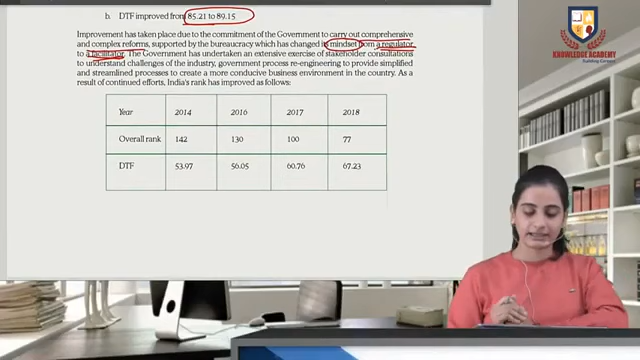 b. DTF improved from 85.21 to 89.15
Improvement has taken place due to the commitment of the Government to carry out comprehensive
and complex reforms, supported by the bureaucracy which has changed its mindset from a regulator
to a facilitator. The Government has undertaken an extensive exercise of stakeholder consultations
to understand challenges of the industry, government process re-engineering to provide simplified
and streamlined processes to create a more conducive business environment in the country. As a
result of continued efforts, India's rank has improved as follows:
Year 2014 2016 2017 2018
Overall rank 142 130 100 77
DTF 53.97 56.05 60.76 67.23
KNOWLEDGE ACADEMY
Building Careers